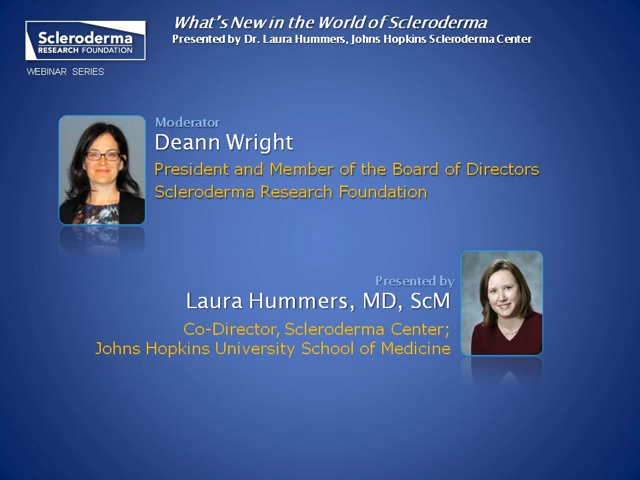 Scleroderma
RESEARCH FOUNDATION
WEBINAR SERIES
What's New in the World of Scleroderma
Presented by Dr. Laura Hummers, Johns Hopkins Scleroderma Center
Moderator
Deann Wright
President and Member of the Board of Directors
Scleroderma Research Foundation
Presented by
Laura Hummers, MD, ScM
Co-Director, Scleroderma Center;
Johns Hopkins University School of Medicine